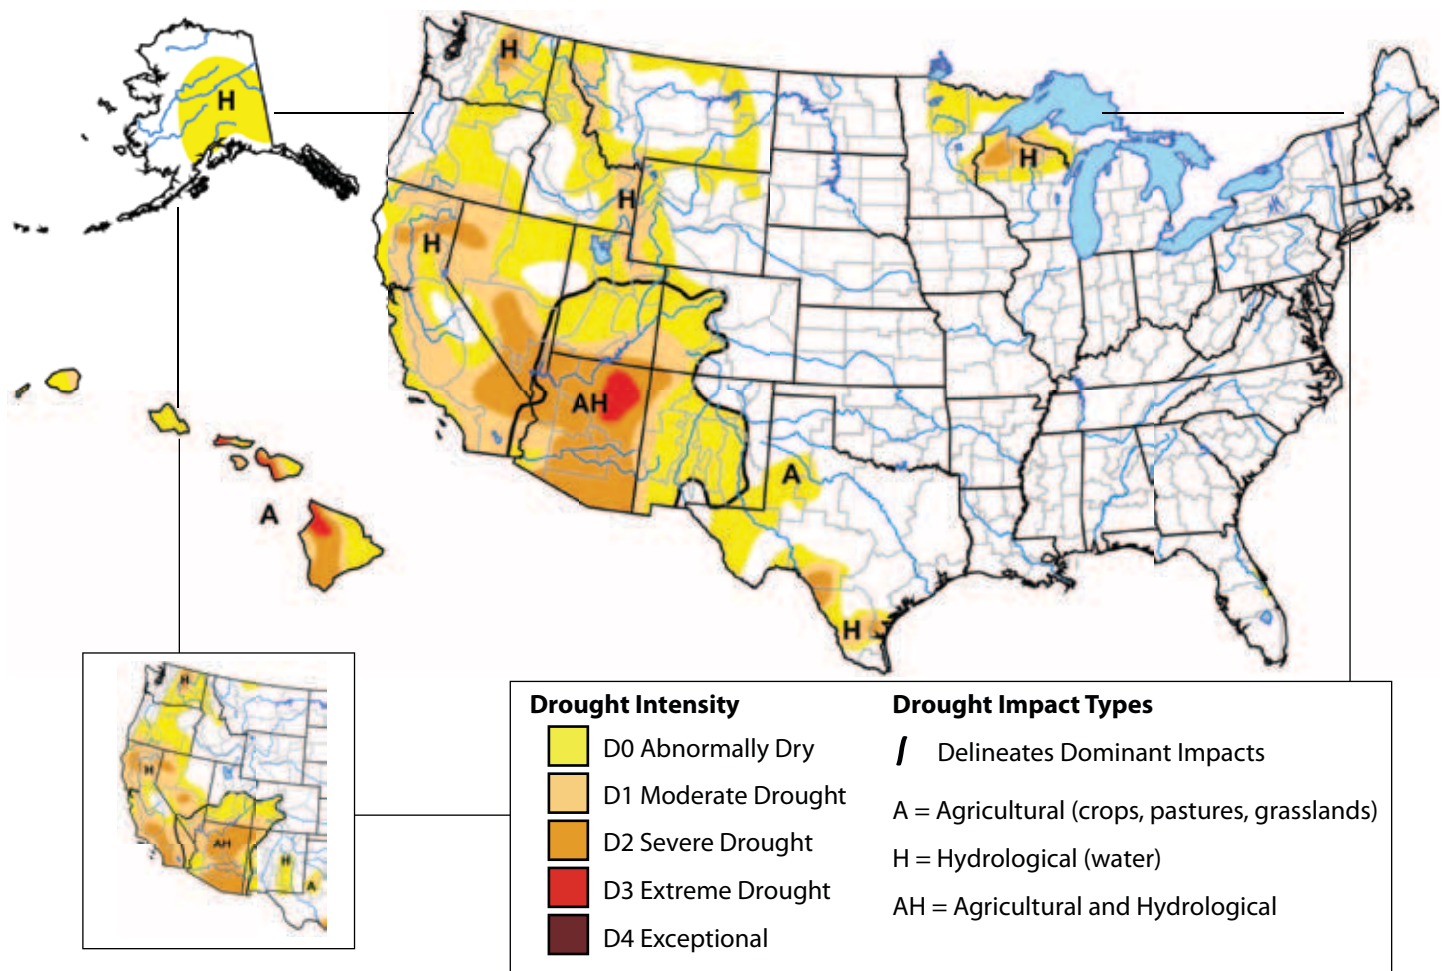 H
H
H
H
H
AH
A
A
H
H
H
AH
H
A
Drought Intensity
D0 Abnormally Dry
D1 Moderate Drought
D2 Severe Drought
D3 Extreme Drought
D4 Exceptional
Drought Impact Types
Delineates Dominant Impacts
A = Agricultural (crops, pastures, grasslands)
H = Hydrological (water)
AH = Agricultural and Hydrological